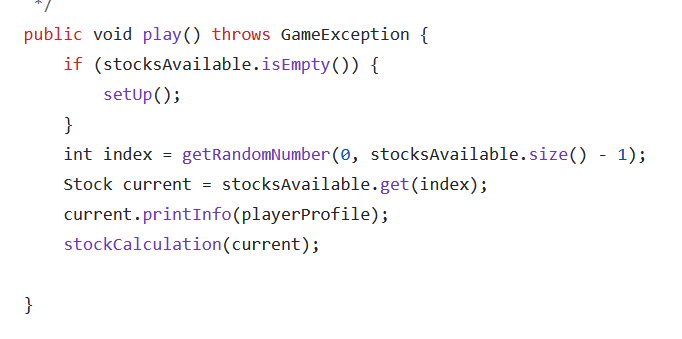 */
public void play() throws GameException {
    if (stocksAvailable.isEmpty()) {
        setUp();
    }
    int index = getRandomNumber(0, stocksAvailable.size() - 1);
    Stock current = stocksAvailable.get(index);
    current.printInfo(playerProfile);
    stockCalculation(current);

}